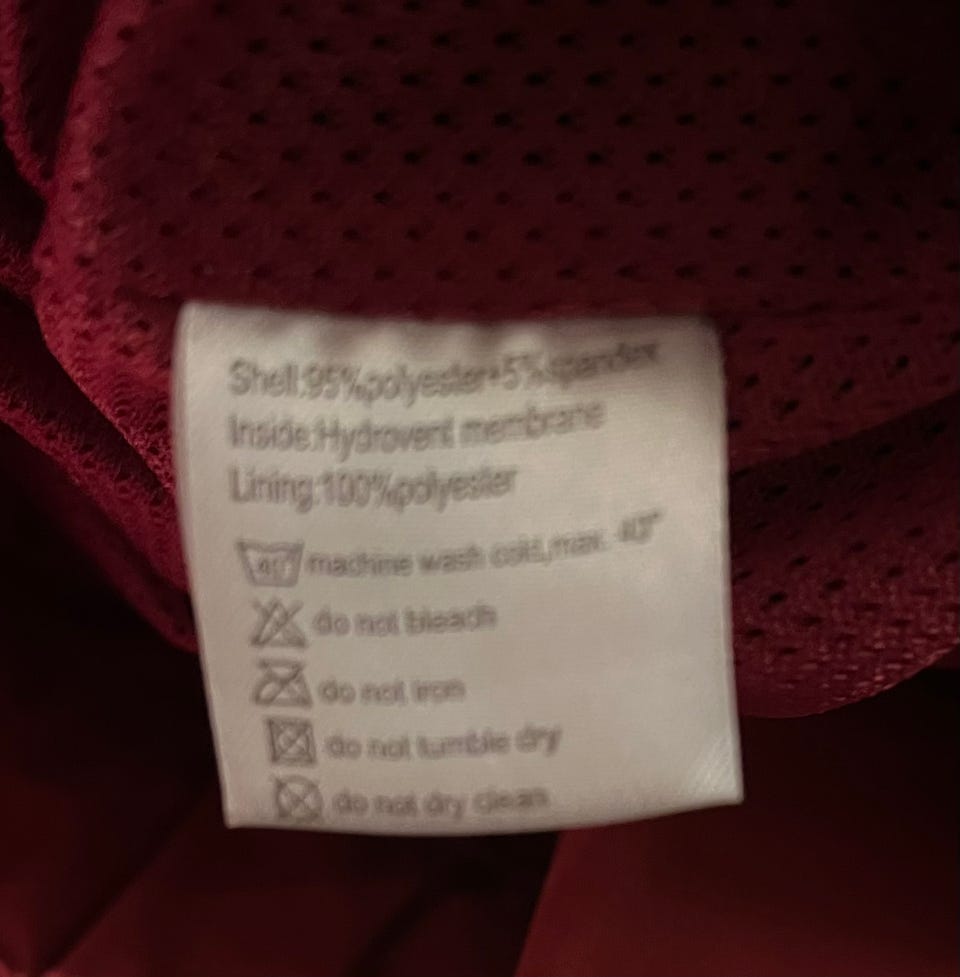 Shell:95%polyester+5%spandex
Inside:Hydrovent membrane
Lining:100%polyester
40° machine wash cold,max. 40°
do not bleach
do not iron
do not tumble dry
do not dry clean